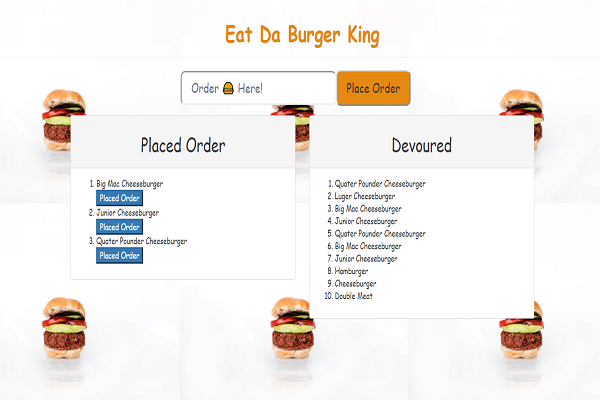 Eat Da Burger King
Order 🍔 Here!
Place Order
Placed Order
1. Big Mac Cheeseburger
Placed Order
2. Junior Cheeseburger
Placed Order
3. Quater Pounder Cheeseburger
Placed Order
Devoured
1. Quater Pounder Cheeseburger
2. Luger Cheeseburger
3. Big Mac Cheeseburger
4. Junior Cheeseburger
5. Quater Pounder Cheeseburger
6. Big Mac Cheeseburger
7. Junior Cheeseburger
8. Hamburger
9. Cheeseburger
10. Double Meat